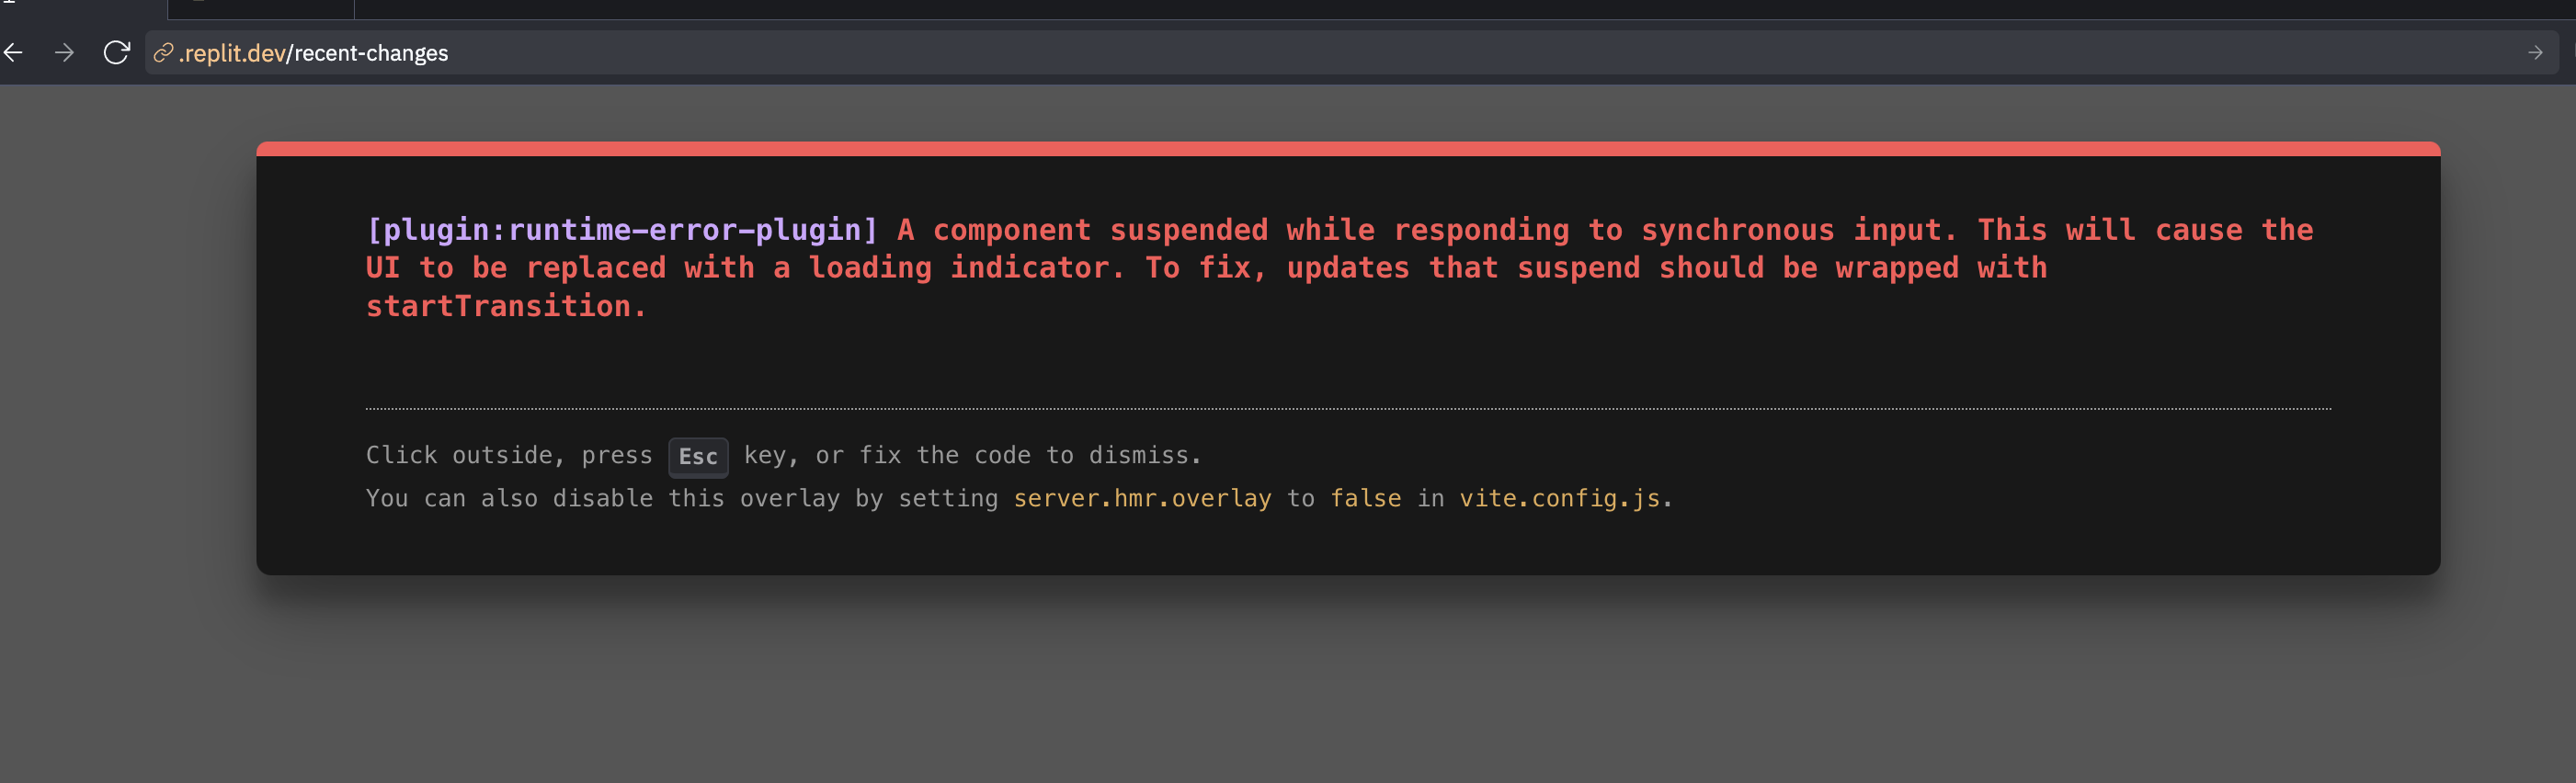 .replit.dev/recent-changes
[plugin:runtime-error-plugin] A component suspended while responding to synchronous input. This will cause the
UI to be replaced with a loading indicator. To fix, updates that suspend should be wrapped with
startTransition.
Click outside, press Esc key, or fix the code to dismiss.
You can also disable this overlay by setting server.hmr.overlay to false in vite.config.js.